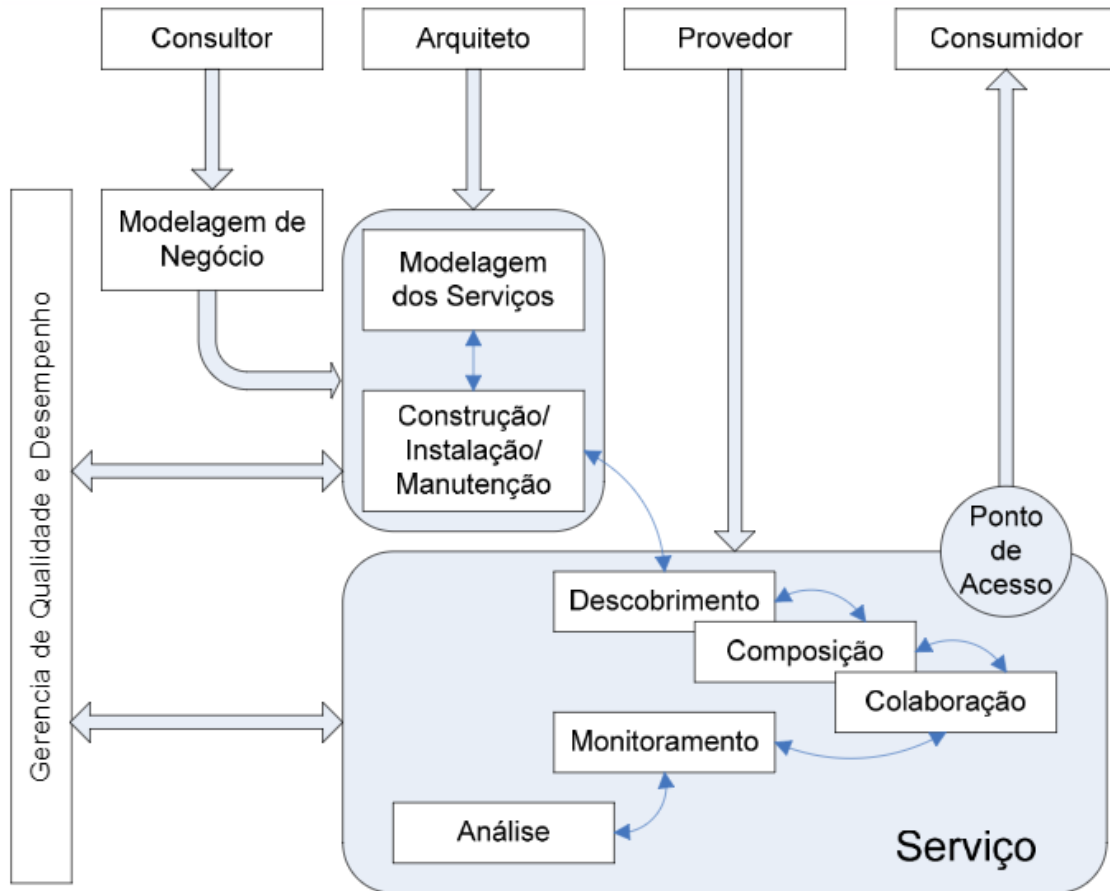 Consultor
Arquiteto
Provedor
Consumidor
Modelagem de
Negócio
Modelagem
dos Serviços
Construção/
Instalação/
Manutenção
Gerencia de Qualidade e Desempenho
Ponto
de
Acesso
Descobrimento
Composição
Colaboração
Monitoramento
Análise
Serviço